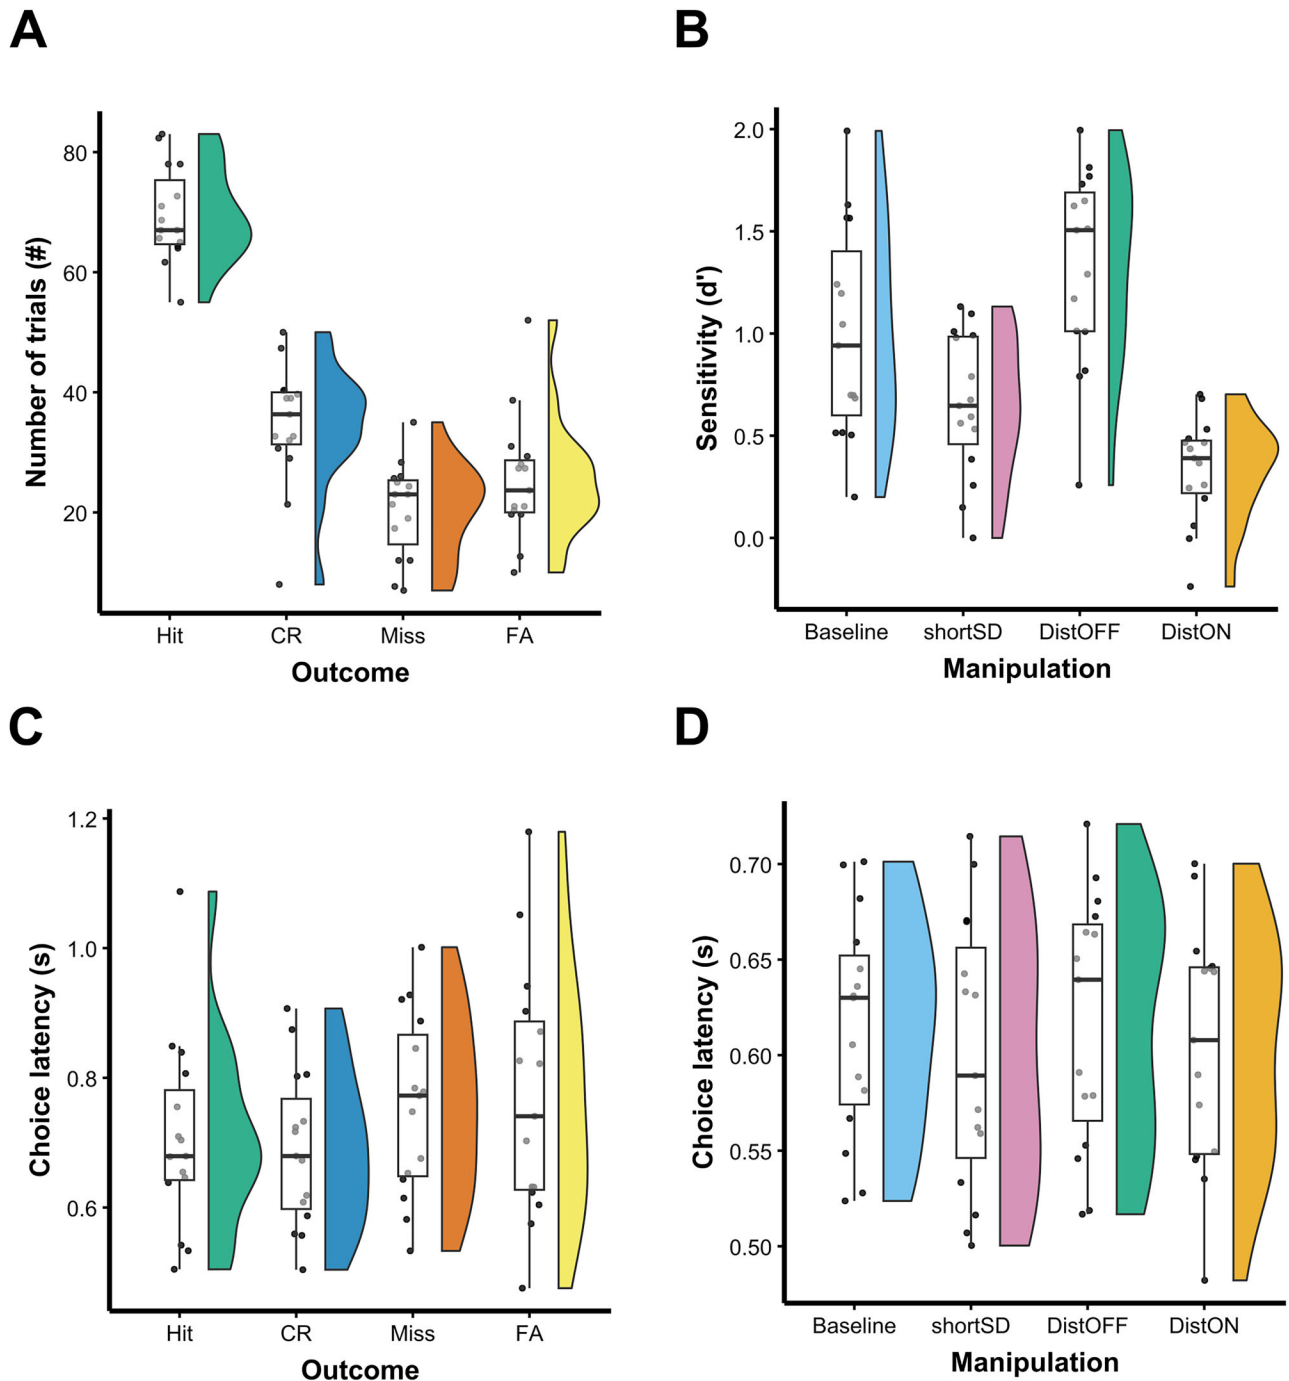 A
Number of trials (#)
80
60
40
20
Hit CR Miss FA
Outcome
B
Sensitivity (d')
2.0
1.5
1.0
0.5
0.0
Baseline shortSD DistOFF DistON
Manipulation
C
Choice latency (s)
1.2
1.0
0.8
0.6
Hit CR Miss FA
Outcome
D
Choice latency (s)
0.70
0.65
0.60
0.55
0.50
Baseline shortSD DistOFF DistON
Manipulation